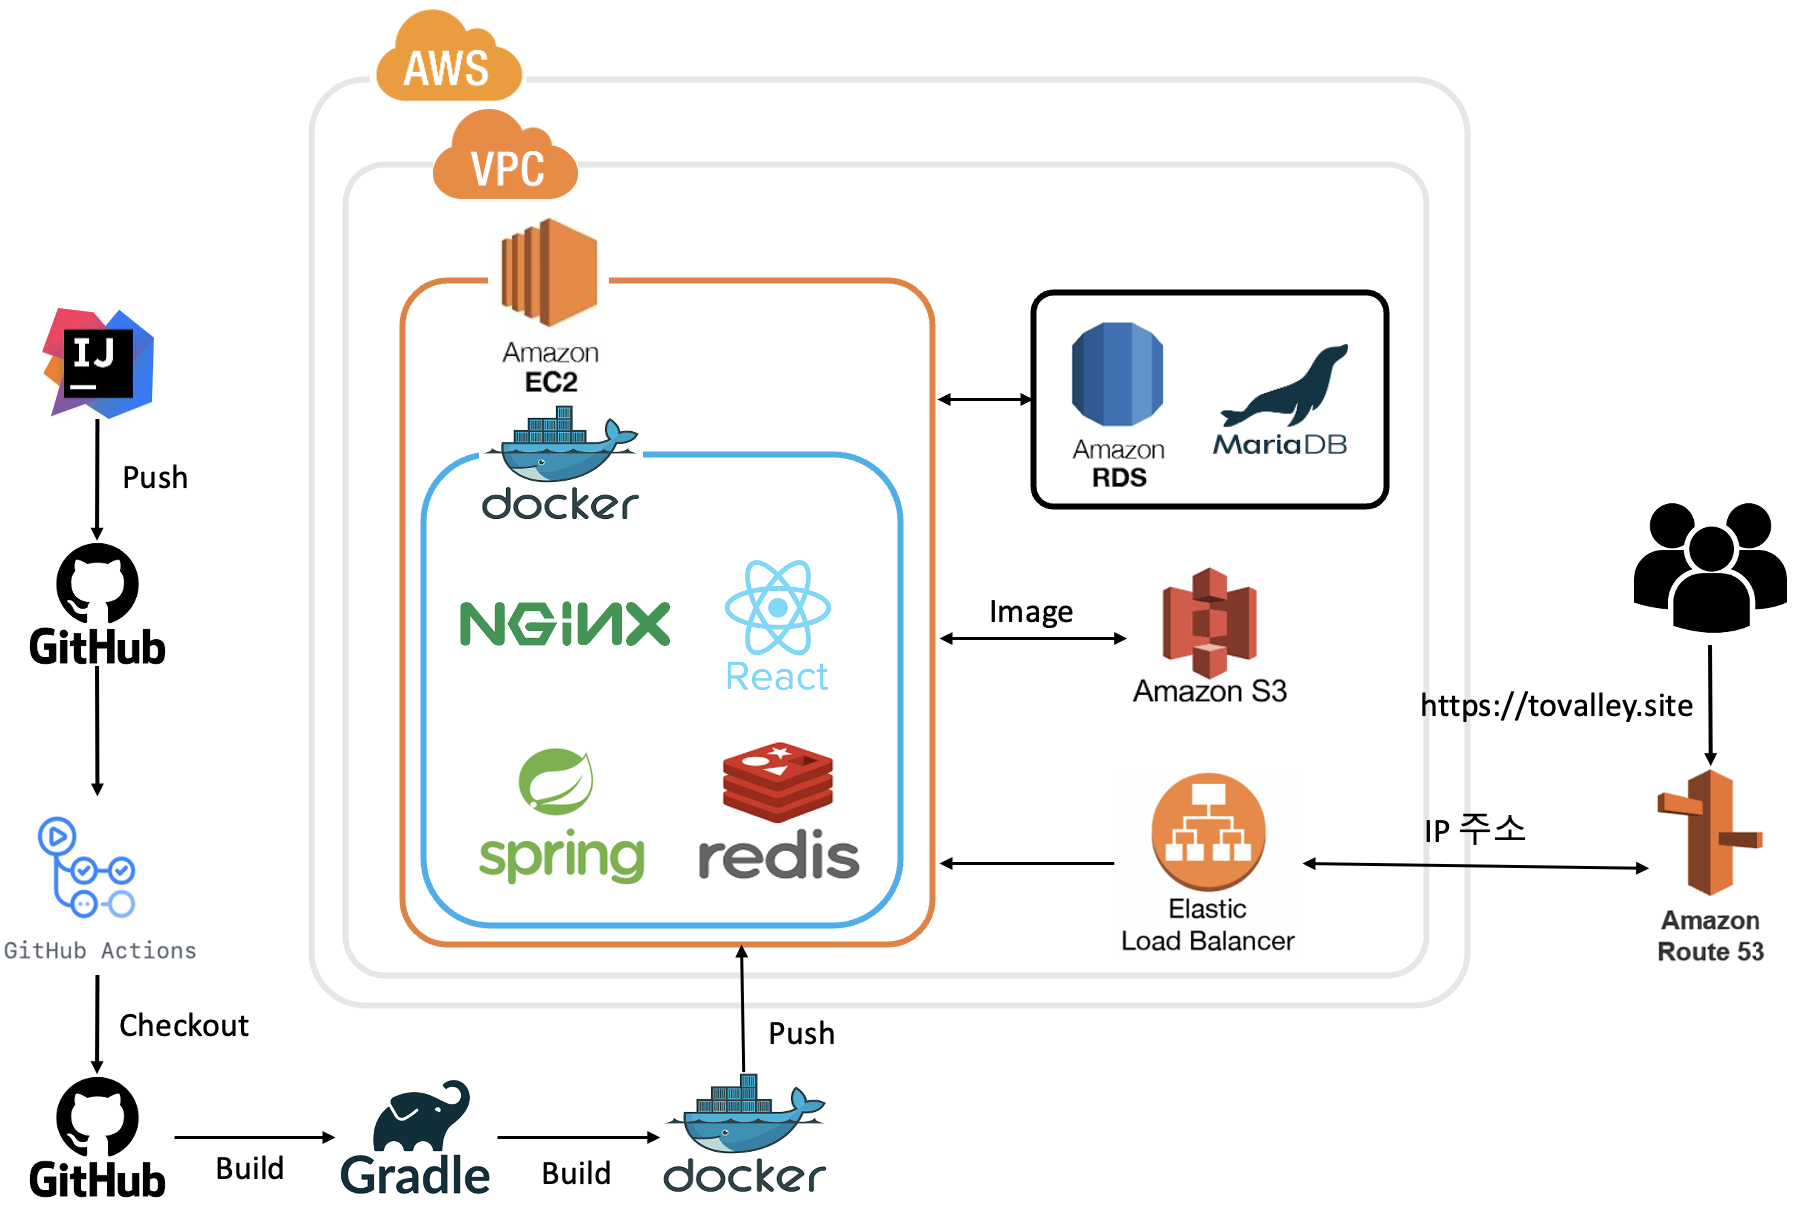 AWS
VPC
Amazon
EC2
docker
NGINX
React
spring
redis
Amazon
RDS
MariaDB
Image
Amazon S3
Elastic
Load Balancer
https://tovalley.site
IP 주소
Amazon
Route 53
IJ
Push
GitHub
GitHub Actions
Checkout
GitHub
Build
Gradle
Build
docker
Push